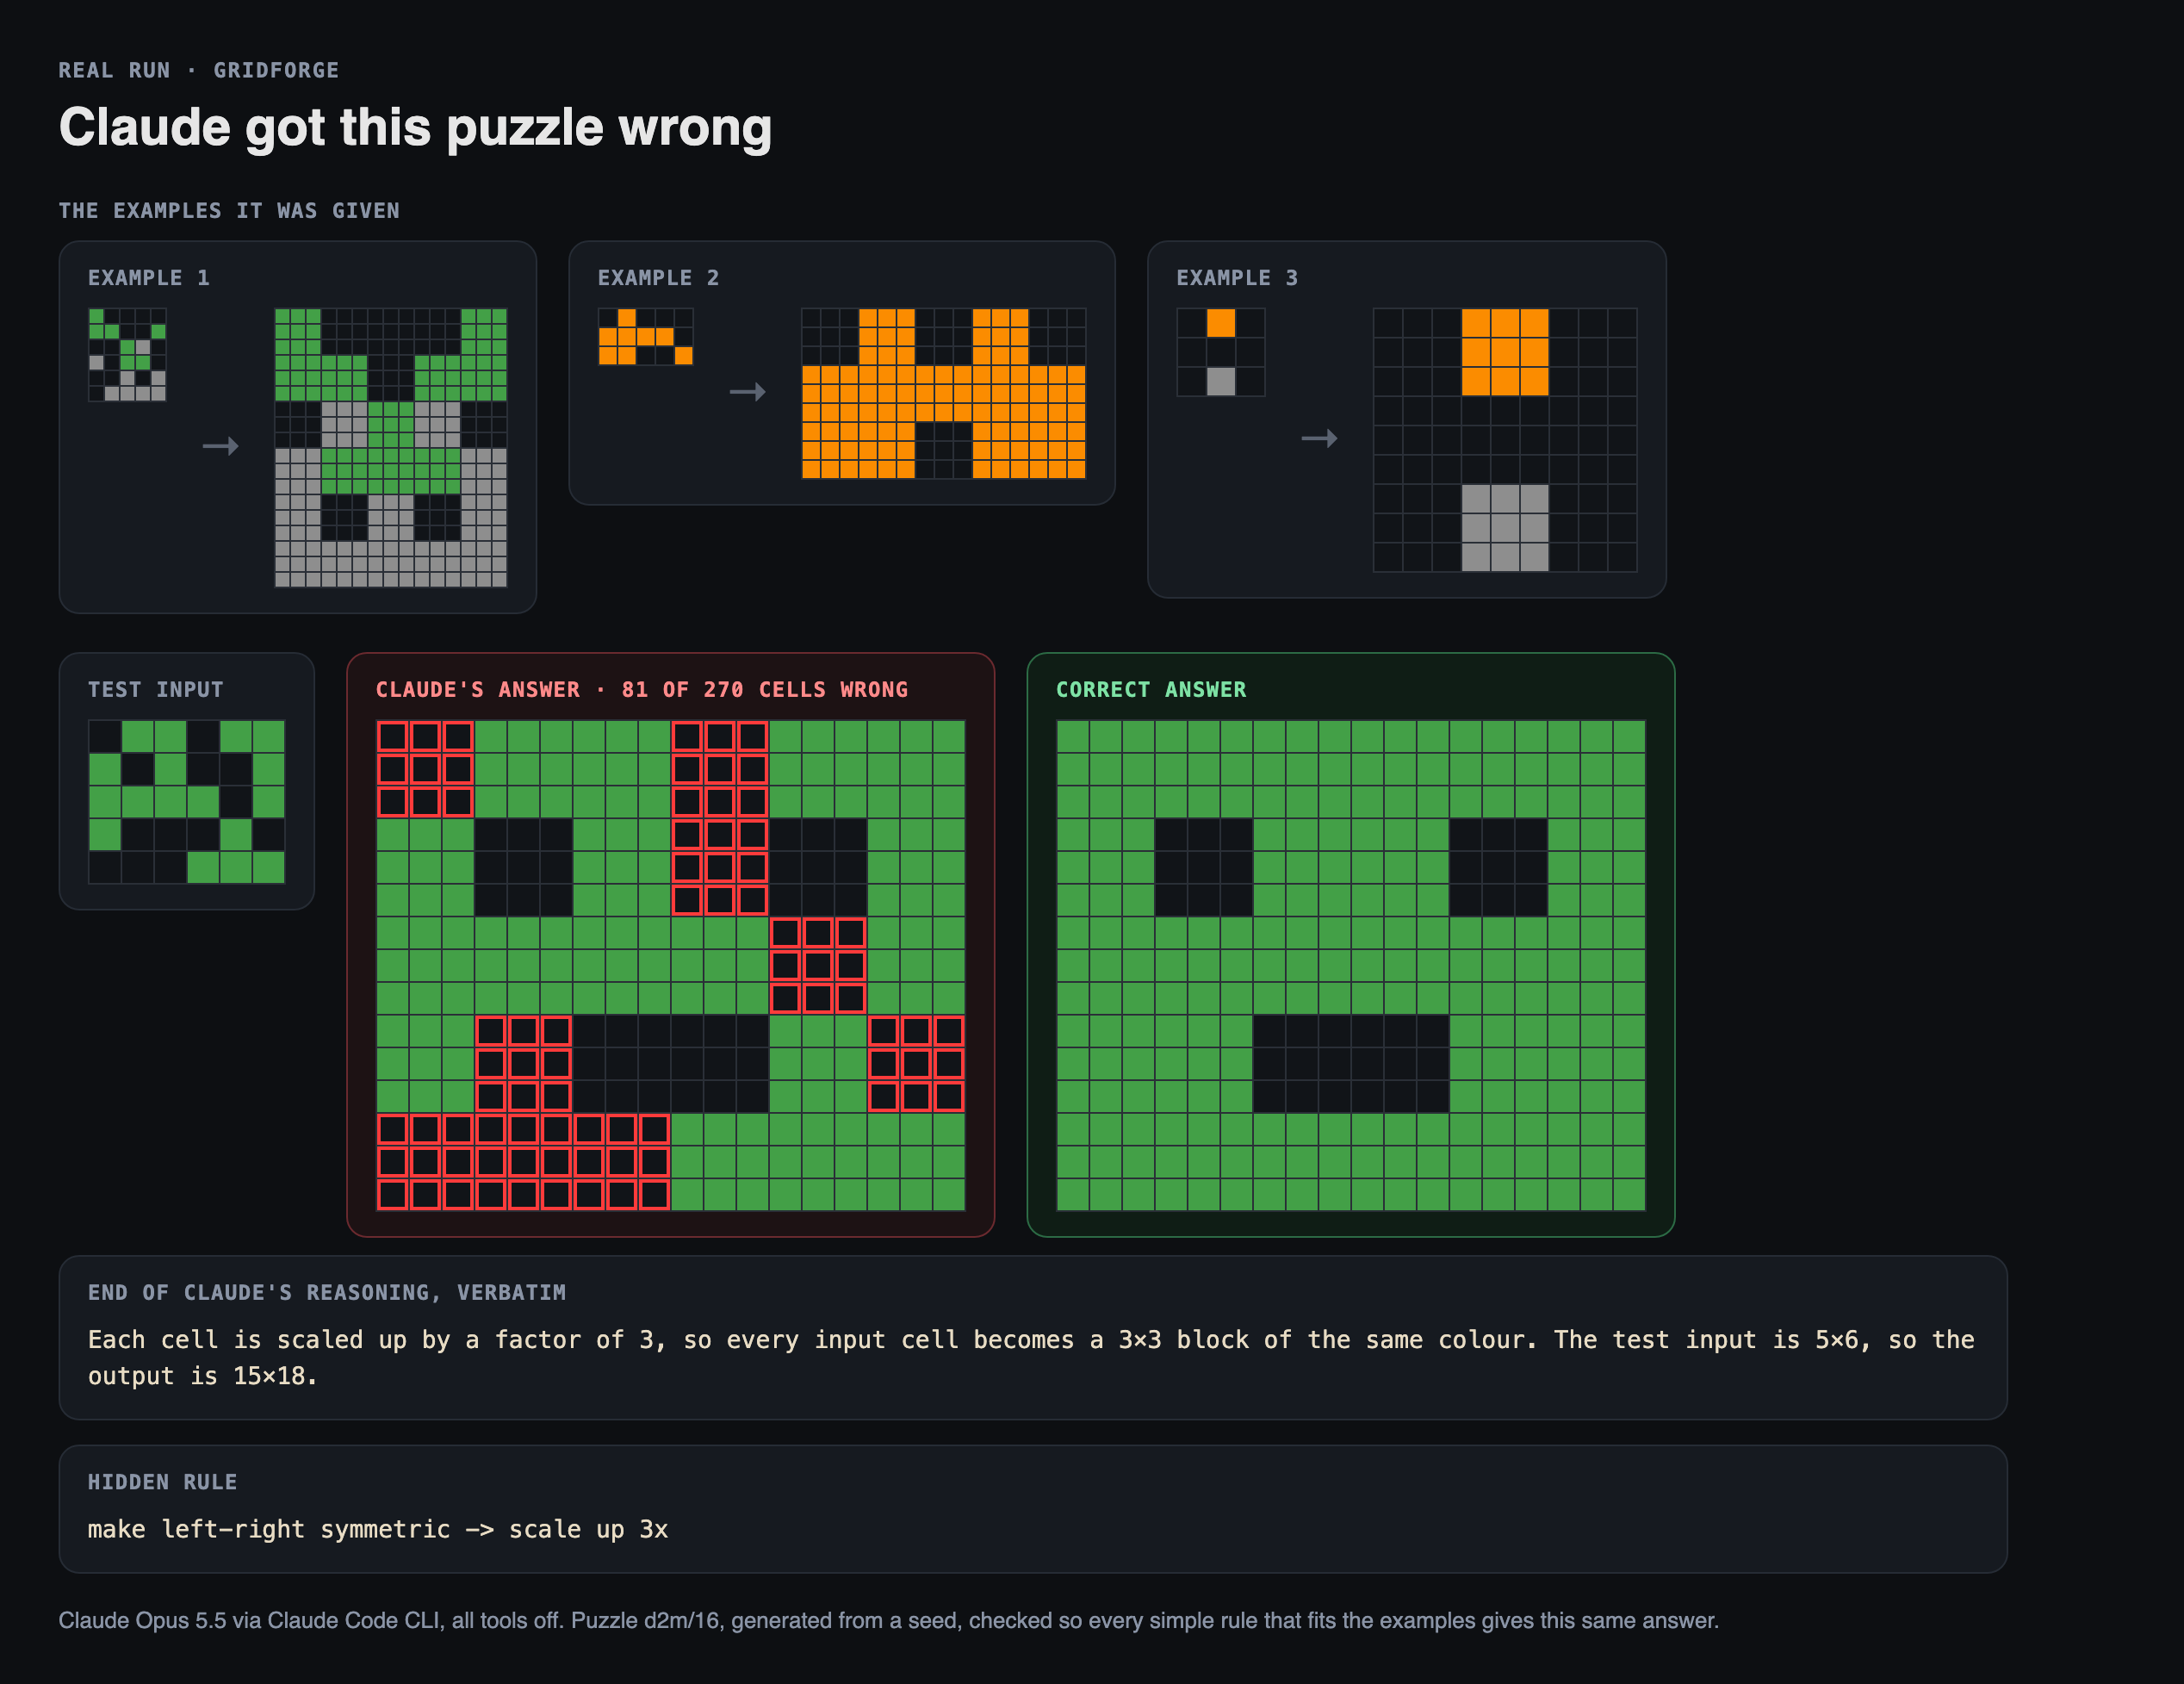 REAL RUN · GRIDFORGE
Claude got this puzzle wrong
THE EXAMPLES IT WAS GIVEN
EXAMPLE 1
EXAMPLE 2
EXAMPLE 3
TEST INPUT
CLAUDE'S ANSWER · 81 OF 270 CELLS WRONG
CORRECT ANSWER
END OF CLAUDE'S REASONING, VERBATIM
Each cell is scaled up by a factor of 3, so every input cell becomes a 3×3 block of the same colour. The test input is 5×6, so the
output is 15×18.
HIDDEN RULE
make left-right symmetric -> scale up 3x
Claude Opus 5.5 via Claude Code CLI, all tools off. Puzzle d2m/16, generated from a seed, checked so every simple rule that fits the examples gives this same answer.